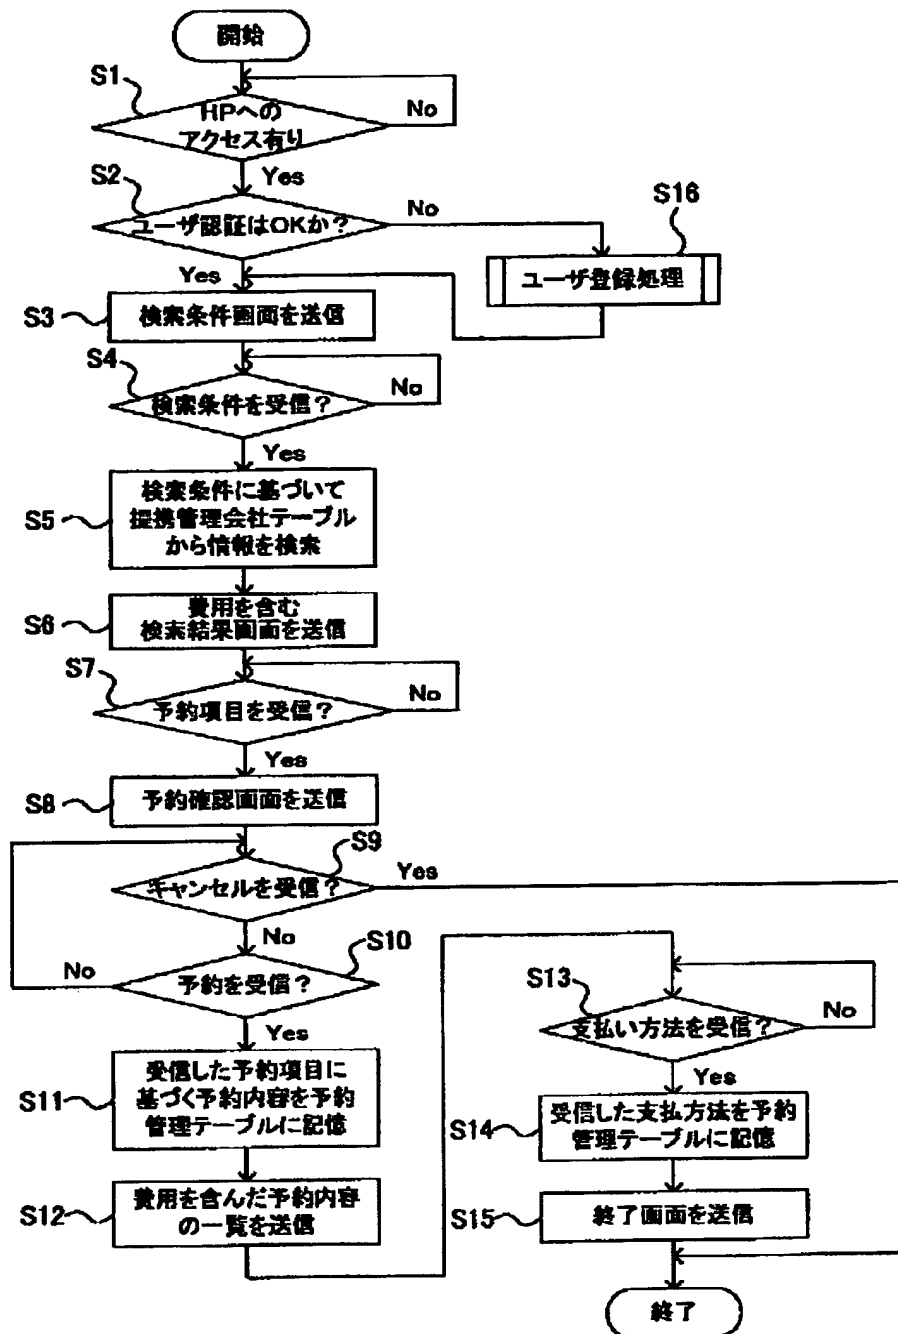 開始
S1
HPへの
アクセス有り
No
Yes
S2
ユーザ認証はOKか？
No
S16
ユーザ登録処理
Yes
S3
検索条件画面を送信
S4
検索条件を受信？
No
Yes
S5
検索条件に基づいて
提携管理会社テーブル
から情報を検索
S6
費用を含む
検索結果画面を送信
S7
予約項目を受信？
No
Yes
S8
予約確認画面を送信
S9
キャンセルを受信？
Yes
No
S10
予約を受信？
No
Yes
S11
受信した予約項目に
基づく予約内容を予約
管理テーブルに記憶
S12
費用を含んだ予約内容
の一覧を送信
S13
支払い方法を受信？
No
Yes
S14
受信した支払方法を予約
管理テーブルに記憶
S15
終了画面を送信
終了